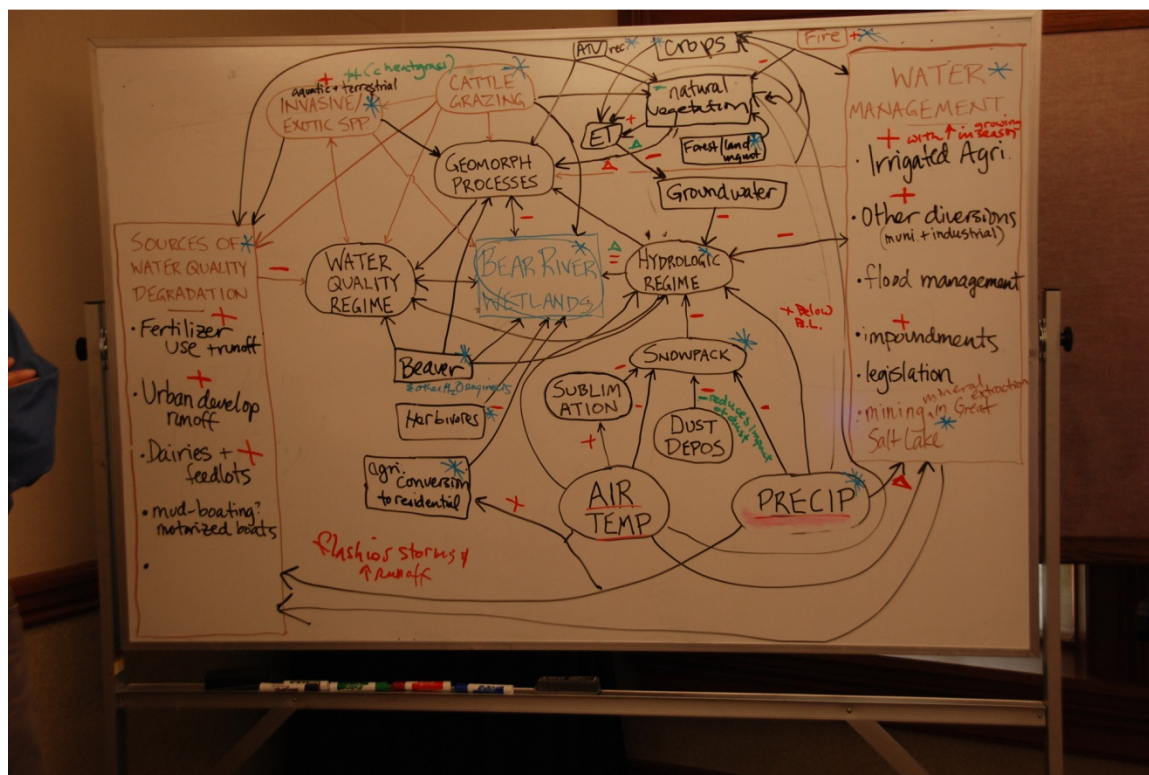 ATV rec.
Crops
Fire +
++ (cheatgrass)
aquatic + terrestrial
INVASIVE/
EXOTIC SPP.
CATTLE
GRAZING
natural
vegetation
ET
Forest/land
mgmt
GEOMORPH
PROCESSES
Groundwater
WATER
MANAGEMENT
+ with ↑ in growing
season
• Irrigated Agri.
• Other diversions
(muni. + industrial)
• flood management
• impoundments
• legislation
• mining in Great
mineral extraction
Salt Lake
SOURCES OF
WATER QUALITY
DEGRADATION
• Fertilizer
use + runoff
• Urban develop
runoff
• Dairies +
feedlots
• mud-boating?
motorized boats
•
WATER
QUALITY
REGIME
BEAR RIVER
WETLANDS
HYDROLOGIC
REGIME
+ Below
B.L.
Beaver
& other H2O engineers
Herbivores
SNOWPACK
SUBLIM
ATION
DUST
DEPOS
- reduces impact
of dust
agri.
conversion
to residential
AIR
TEMP
PRECIP
flashier storms &
↑ runoff